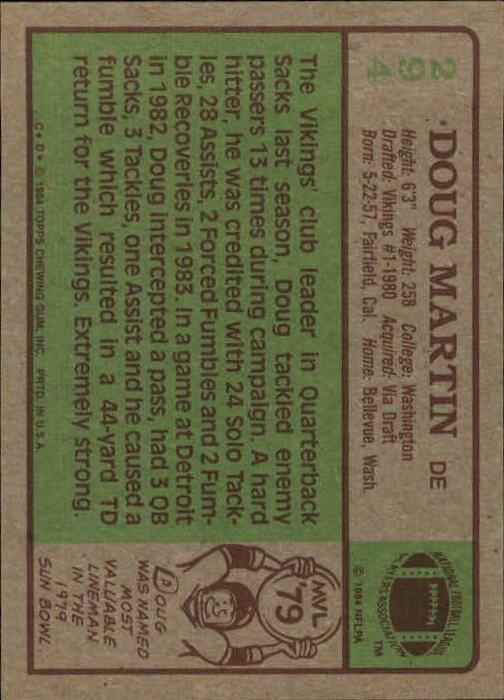 294
DOUG MARTIN DE
Height: 6'3" Weight: 258 College: Washington
Drafted: Vikings #1-1980 Acquired: Via Draft
Born: 5-22-57, Fairfield, Cal. Home: Bellevue, Wash.
NATIONAL FOOTBALL LEAGUE
PLAYERS ASSOCIATION
TM
© 1984 NFLPA
The Vikings' club leader in Quarterback
Sacks last season, Doug tackled enemy
passers 13 times during campaign. A hard
hitter, he was credited with 24 Solo Tack-
les, 28 Assists, 2 Forced Fumbles and 2 Fum-
ble Recoveries in 1983. In a game at Detroit
in 1982, Doug intercepted a pass, had 3 QB
Sacks, 3 Tackles, one Assist and he caused a
fumble which resulted in a 44-yard TD
return for the Vikings. Extremely strong.
MVL
'79
DOUG
WAS NAMED
MOST
VALUABLE
LINEMAN
IN THE
1979
SUN BOWL
C★ D★ © 1984 TOPPS CHEWING GUM, INC. PRTD. IN U.S.A.